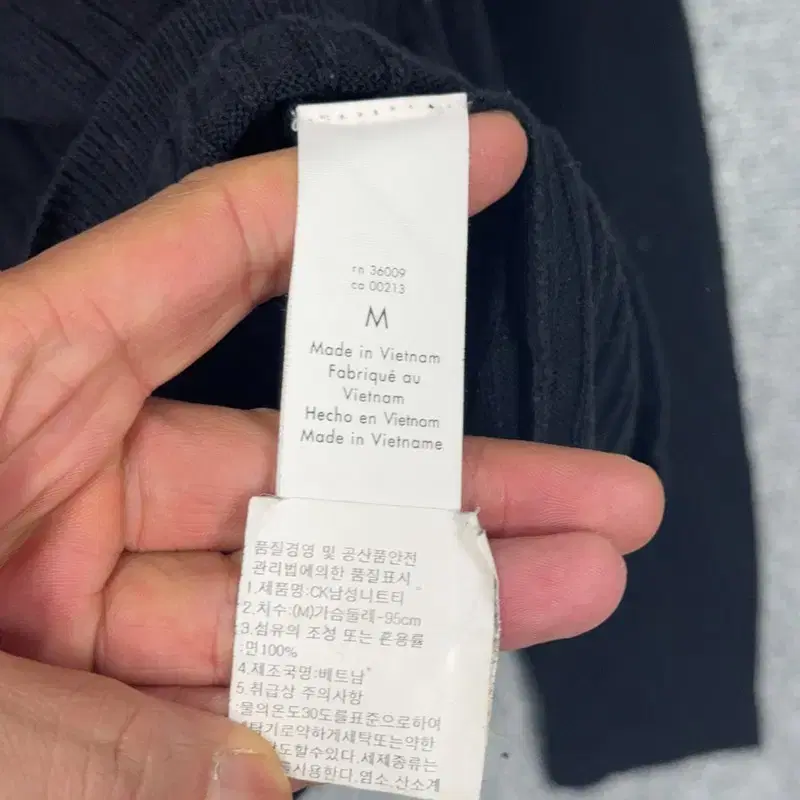 rn 36009
ca 00213
M
Made in Vietnam
Fabriqué au
Vietnam
Hecho en Vietnam
Made in Vietname
품질경영 및 공산품안전
관리법에의한 품질표시
1.제품명:CK남성니트티
2.치수:(M)가슴둘레-95cm
3.섬유의 조성 또는 혼용률
:면100%
4.제조국명:베트남
5.취급상 주의사항
:물의온도30도를표준으로하여
세탁기로약하게세탁또는약한
도할수있다.세제종류는
를사용한다.염소,산소계